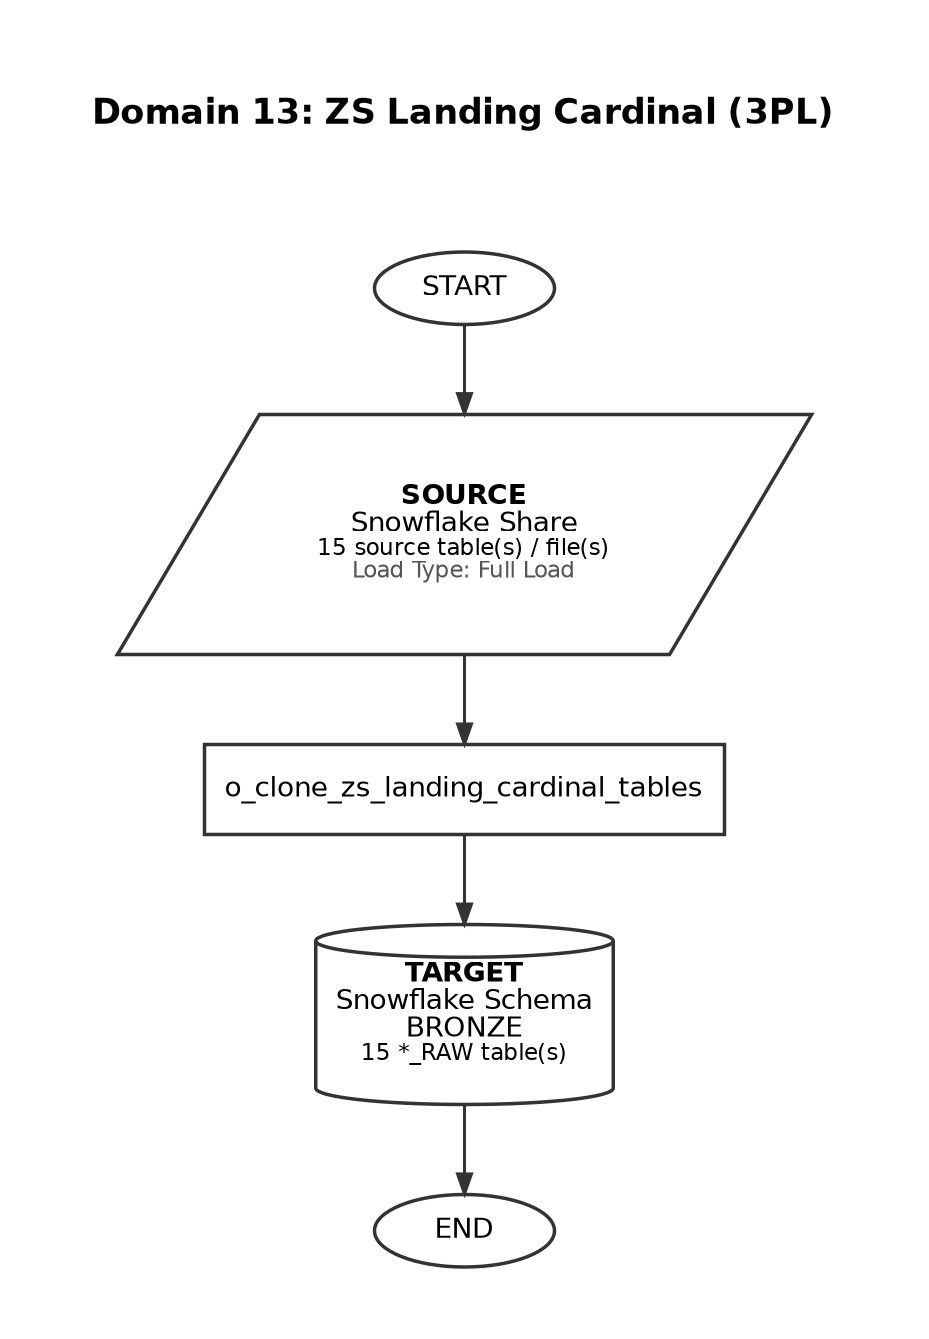 Domain 13: ZS Landing Cardinal (3PL)
START
SOURCE
Snowflake Share
15 source table(s) / file(s)
Load Type: Full Load
o_clone_zs_landing_cardinal_tables
TARGET
Snowflake Schema
BRONZE
15 *_RAW table(s)
END